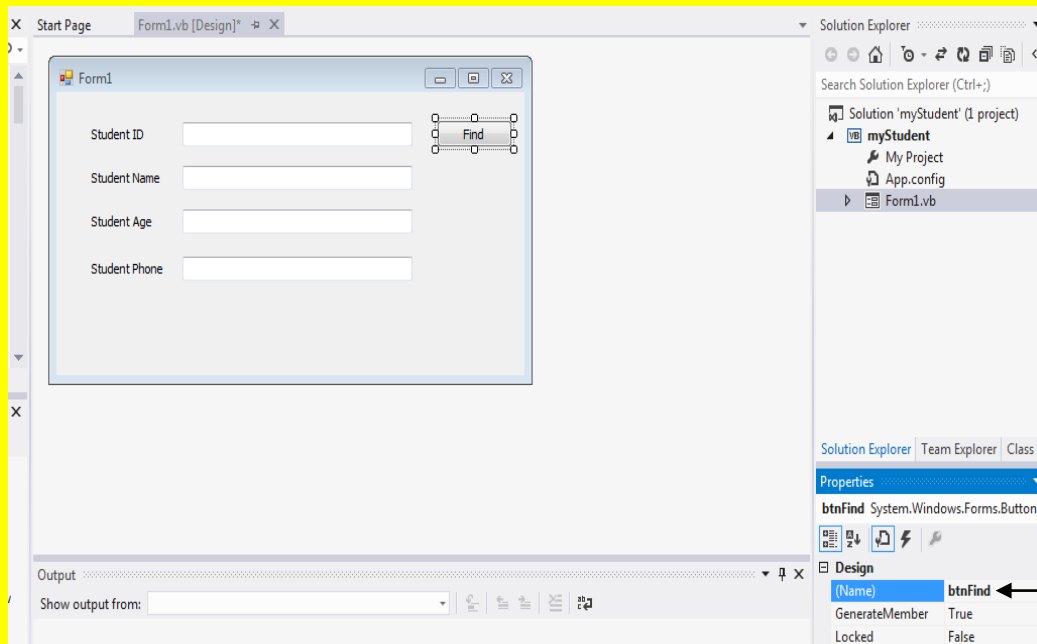 Start Page
Form1.vb [Design]*
Form1
Student ID
Find
Student Name
Student Age
Student Phone
Output
Show output from:
Solution Explorer
Search Solution Explorer (Ctrl+;)
Solution 'myStudent' (1 project)
VB myStudent
My Project
App.config
Form1.vb
Solution Explorer Team Explorer Class
Properties
btnFind System.Windows.Forms.Button
Design
(Name) btnFind
GenerateMember True
Locked False